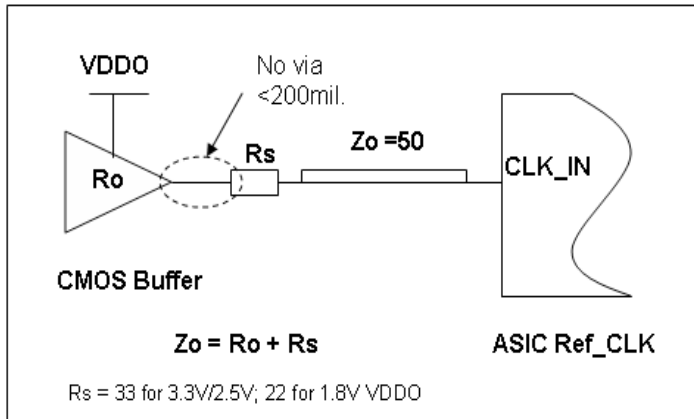 VDDO
No via
<200mil.
Ro
Rs
Zo =50
CLK_IN
CMOS Buffer
Zo = Ro + Rs
ASIC Ref_CLK
Rs = 33 for 3.3V/2.5V; 22 for 1.8V VDDO